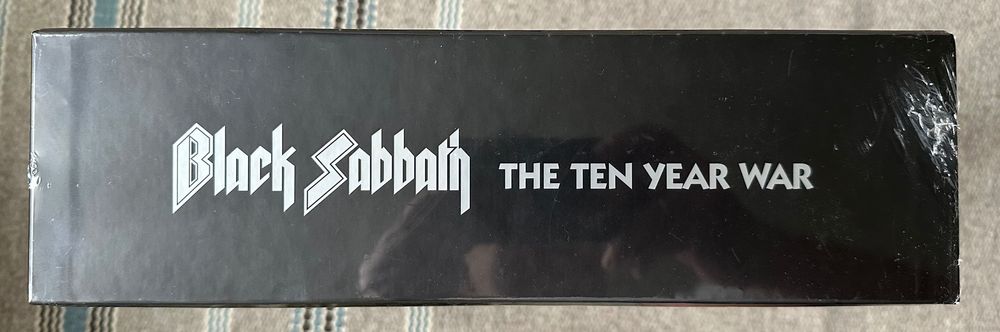 Black Sabbath THE TEN YEAR WAR